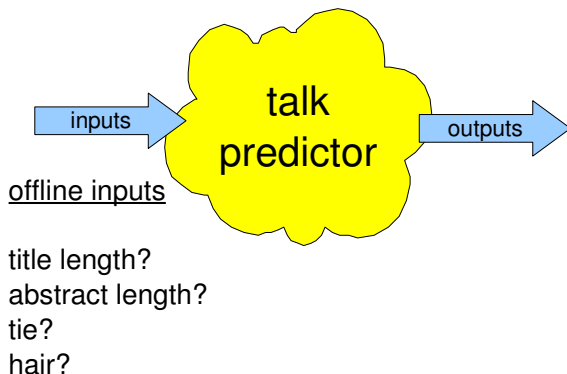 inputs
talk
predictor
outputs
offline inputs
title length?
abstract length?
tie?
hair?